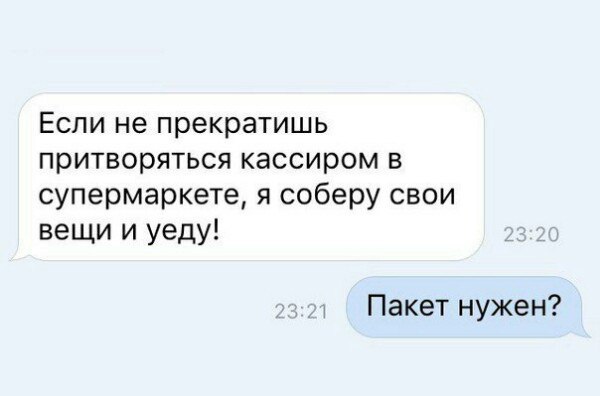 Если не прекратишь
притворяться кассиром в
супермаркете, я соберу свои
вещи и уеду!
23:20
23:21
Пакет нужен?